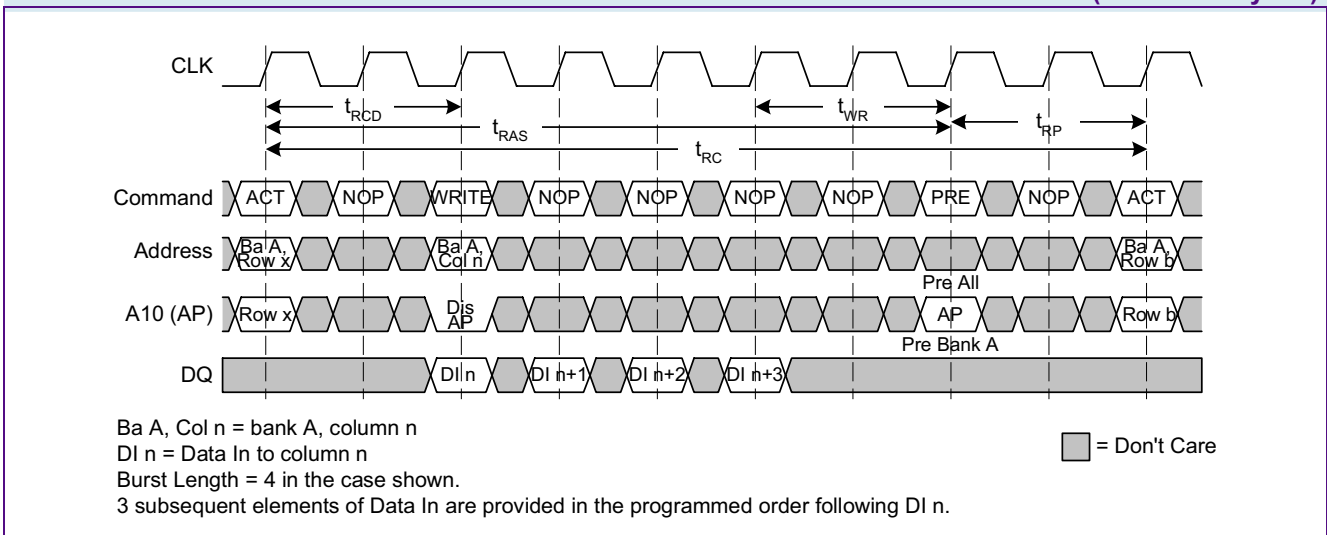 CLK
tRCD
tWR
tRAS
tRP
tRC
Command ACT NOP WRITE NOP NOP NOP NOP PRE NOP ACT
Address Ba A, Row x Ba A, Col n Ba A, Row b
Pre All
A10 (AP) Row x Dis AP AP Row b
Pre Bank A
DQ DI n DI n+1 DI n+2 DI n+3
Ba A, Col n = bank A, column n
DI n = Data In to column n
= Don't Care
Burst Length = 4 in the case shown.
3 subsequent elements of Data In are provided in the programmed order following DI n.